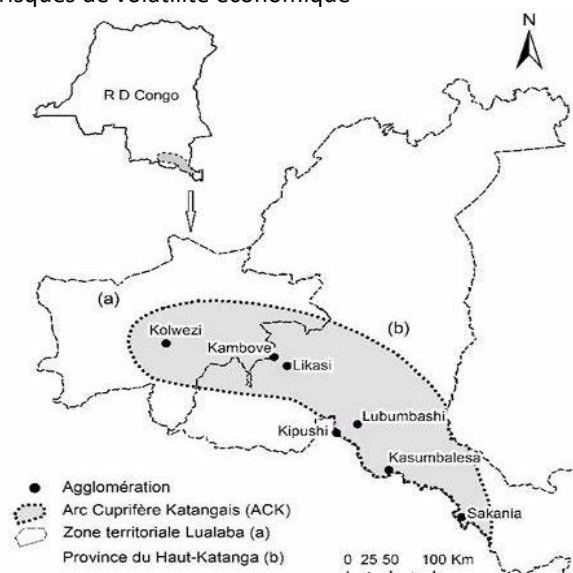 risques de volatilité économique
N
R D Congo
(a)
(b)
Kolwezi
Kambove
Likasi
Lubumbashi
Kipushi
Kasumbalesa
Sakania
Agglomération
Arc Cuprifère Katangais (ACK)
Zone territoriale Lualaba (a)
Province du Haut-Katanga (b)
0 25 50 100 Km